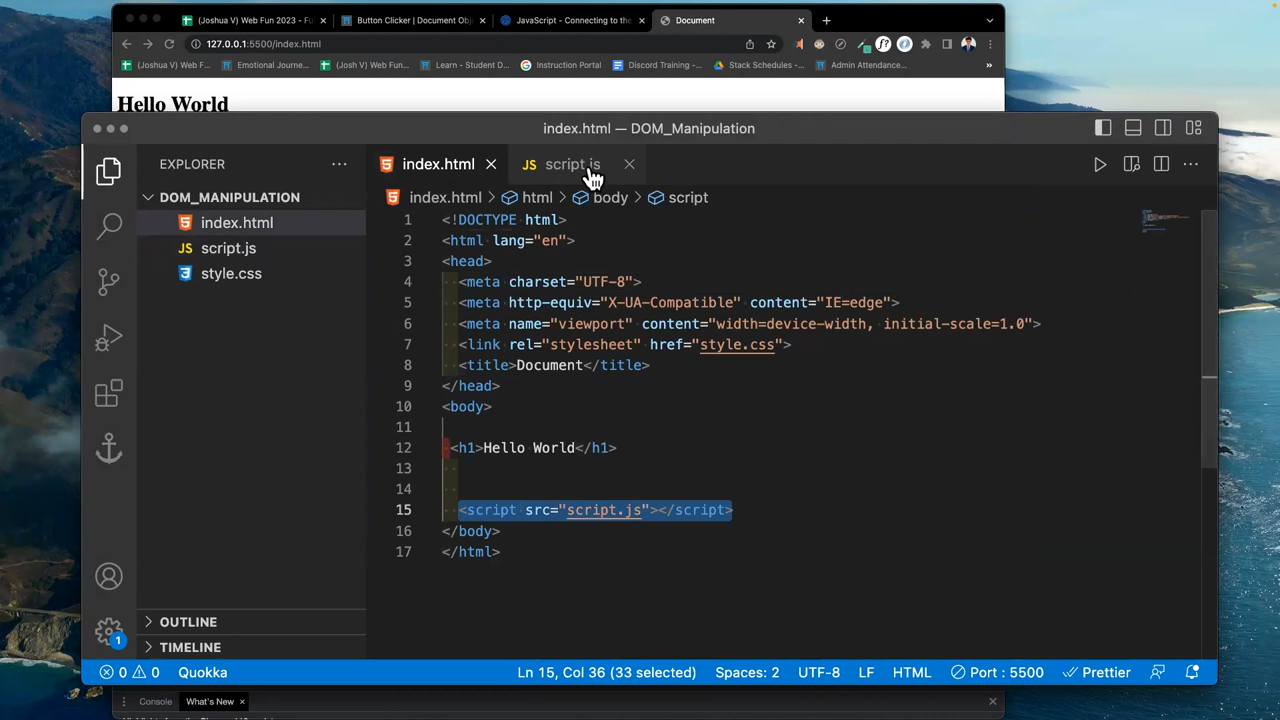 (Joshua V) Web Fun 2023 - Fu
Button Clicker | Document Obj
JavaScript - Connecting to the
Document
127.0.0.1:5500/index.html
(Joshua V) Web F...
Emotional Journe...
(Josh V) Web Fun...
Learn - Student D...
Instruction Portal
Discord Training -...
Stack Schedules -...
Admin Attendance...
»
Hello World
index.html — DOM_Manipulation
EXPLORER
index.html
JS script.js
DOM_MANIPULATION
index.html > html > body > script
index.html
JS script.js
style.css
1 <!DOCTYPE html>
2 <html lang="en">
3 <head>
4 <meta charset="UTF-8">
5 <meta http-equiv="X-UA-Compatible" content="IE=edge">
6 <meta name="viewport" content="width=device-width, initial-scale=1.0">
7 <link rel="stylesheet" href="style.css">
8 <title>Document</title>
9 </head>
10 <body>
11
12 <h1>Hello World</h1>
13
14
15 <script src="script.js"></script>
16 </body>
17 </html>
OUTLINE
TIMELINE
1
0 0 Quokka Ln 15, Col 36 (33 selected) Spaces: 2 UTF-8 LF HTML Port : 5500 Prettier
Console What's New ×